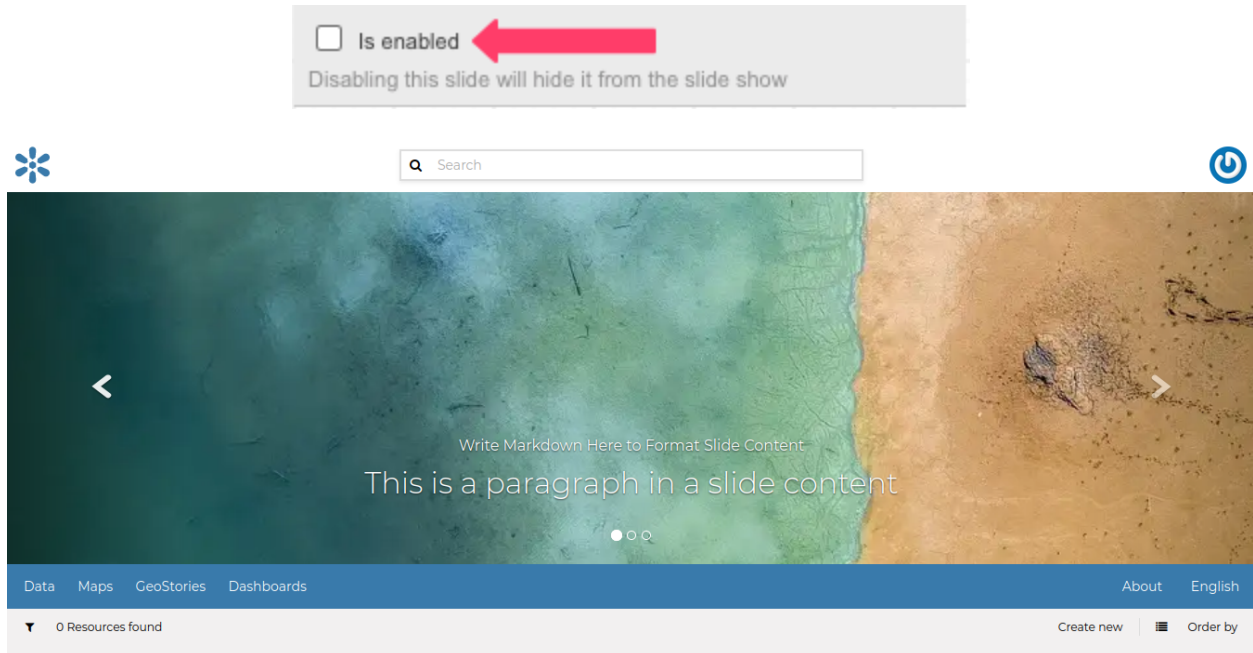 Is enabled
Disabling this slide will hide it from the slide show
Search
Write Markdown Here to Format Slide Content
This is a paragraph in a slide content
Data Maps GeoStories Dashboards About English
0 Resources found Create new Order by